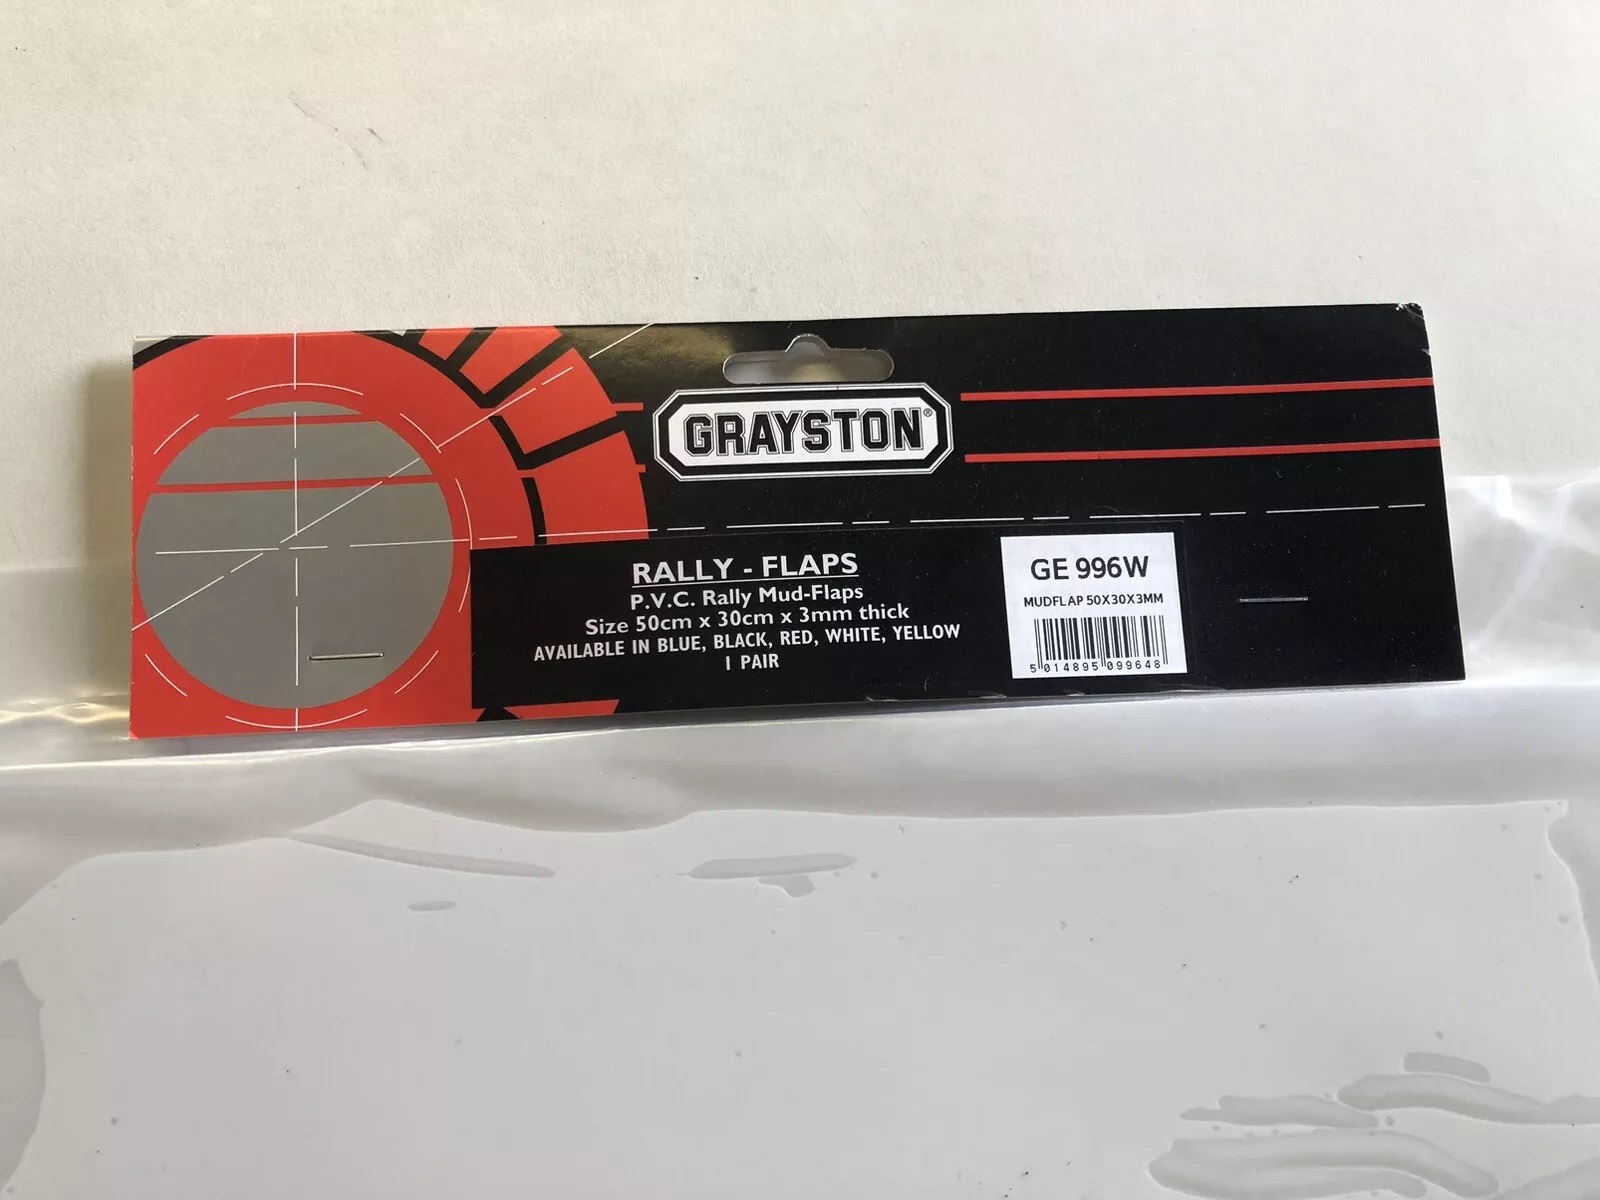 GRAYSTON®
RALLY - FLAPS
P.V.C. Rally Mud-Flaps
Size 50cm x 30cm x 3mm thick
AVAILABLE IN BLUE, BLACK, RED, WHITE, YELLOW
1 PAIR
GE 996W
MUDFLAP 50X30X3MM
5 014895 099648